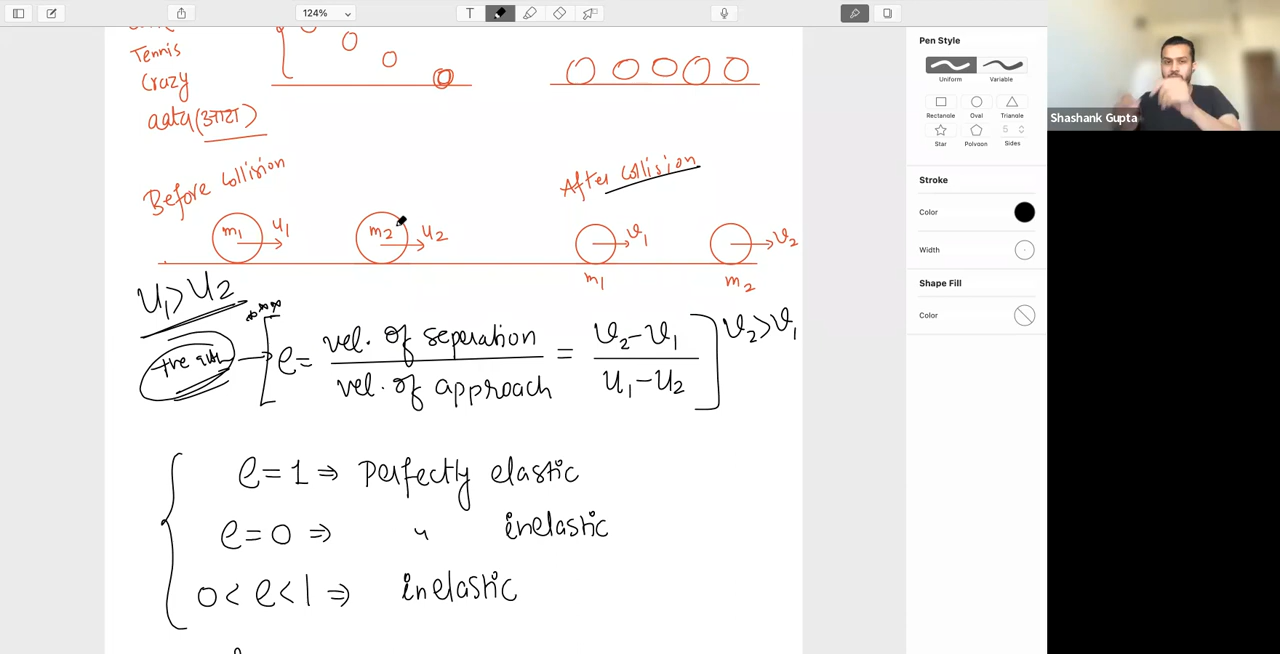 124%
T
Tennis
Crazy
aata (आटा)
Before Collision
After Collision
m1
u1
m2
u2
v1
v2
m1
m2
u1 > u2
+ve
e = vel. of seperation / vel. of approach = v2 - v1 / u1 - u2
v2 > v1
e = 1 ⇒ Perfectly elastic
e = 0 ⇒ " inelastic
0 < e < 1 ⇒ inelastic
Pen Style
Uniform
Variable
Rectangle
Oval
Triangle
Star
Polygon
5
Sides
Stroke
Color
Width
Shape Fill
Color
Shashank Gupta